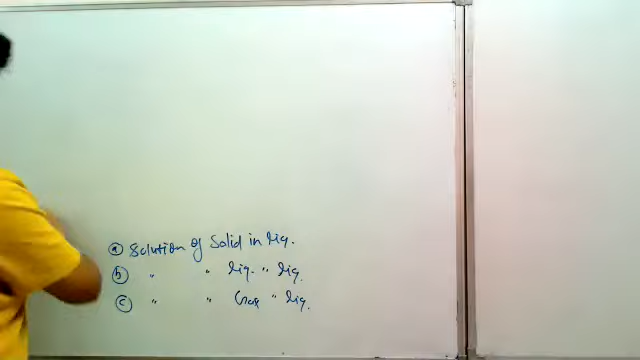 (a) Solution of Solid in liq.
(b) " " liq. " liq.
(c) " " Gas " liq.